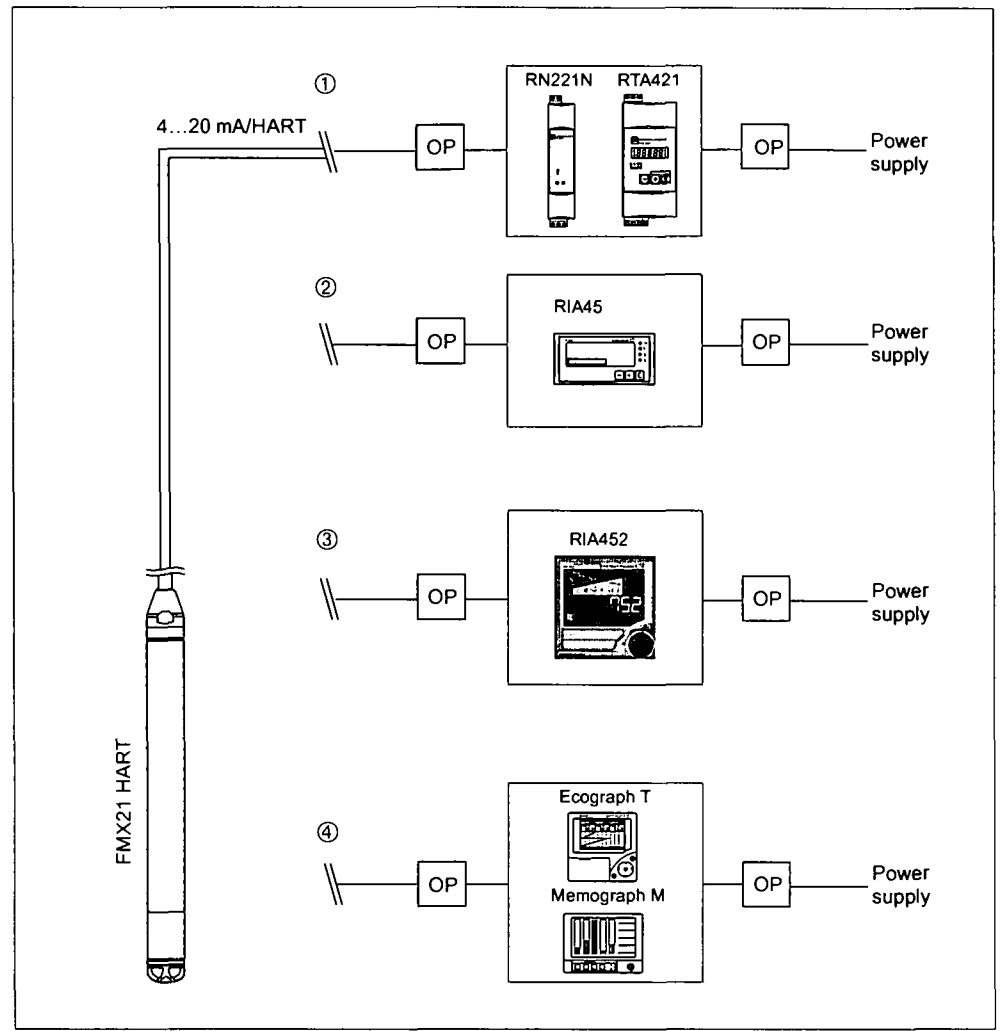 ①
4...20 mA/HART
RN221N RTA421
OP
OP
Power
supply
②
RIA45
OP
OP
Power
supply
③
RIA452
OP
OP
Power
supply
FMX21 HART
④
Ecograph T
Memograph M
OP
OP
Power
supply